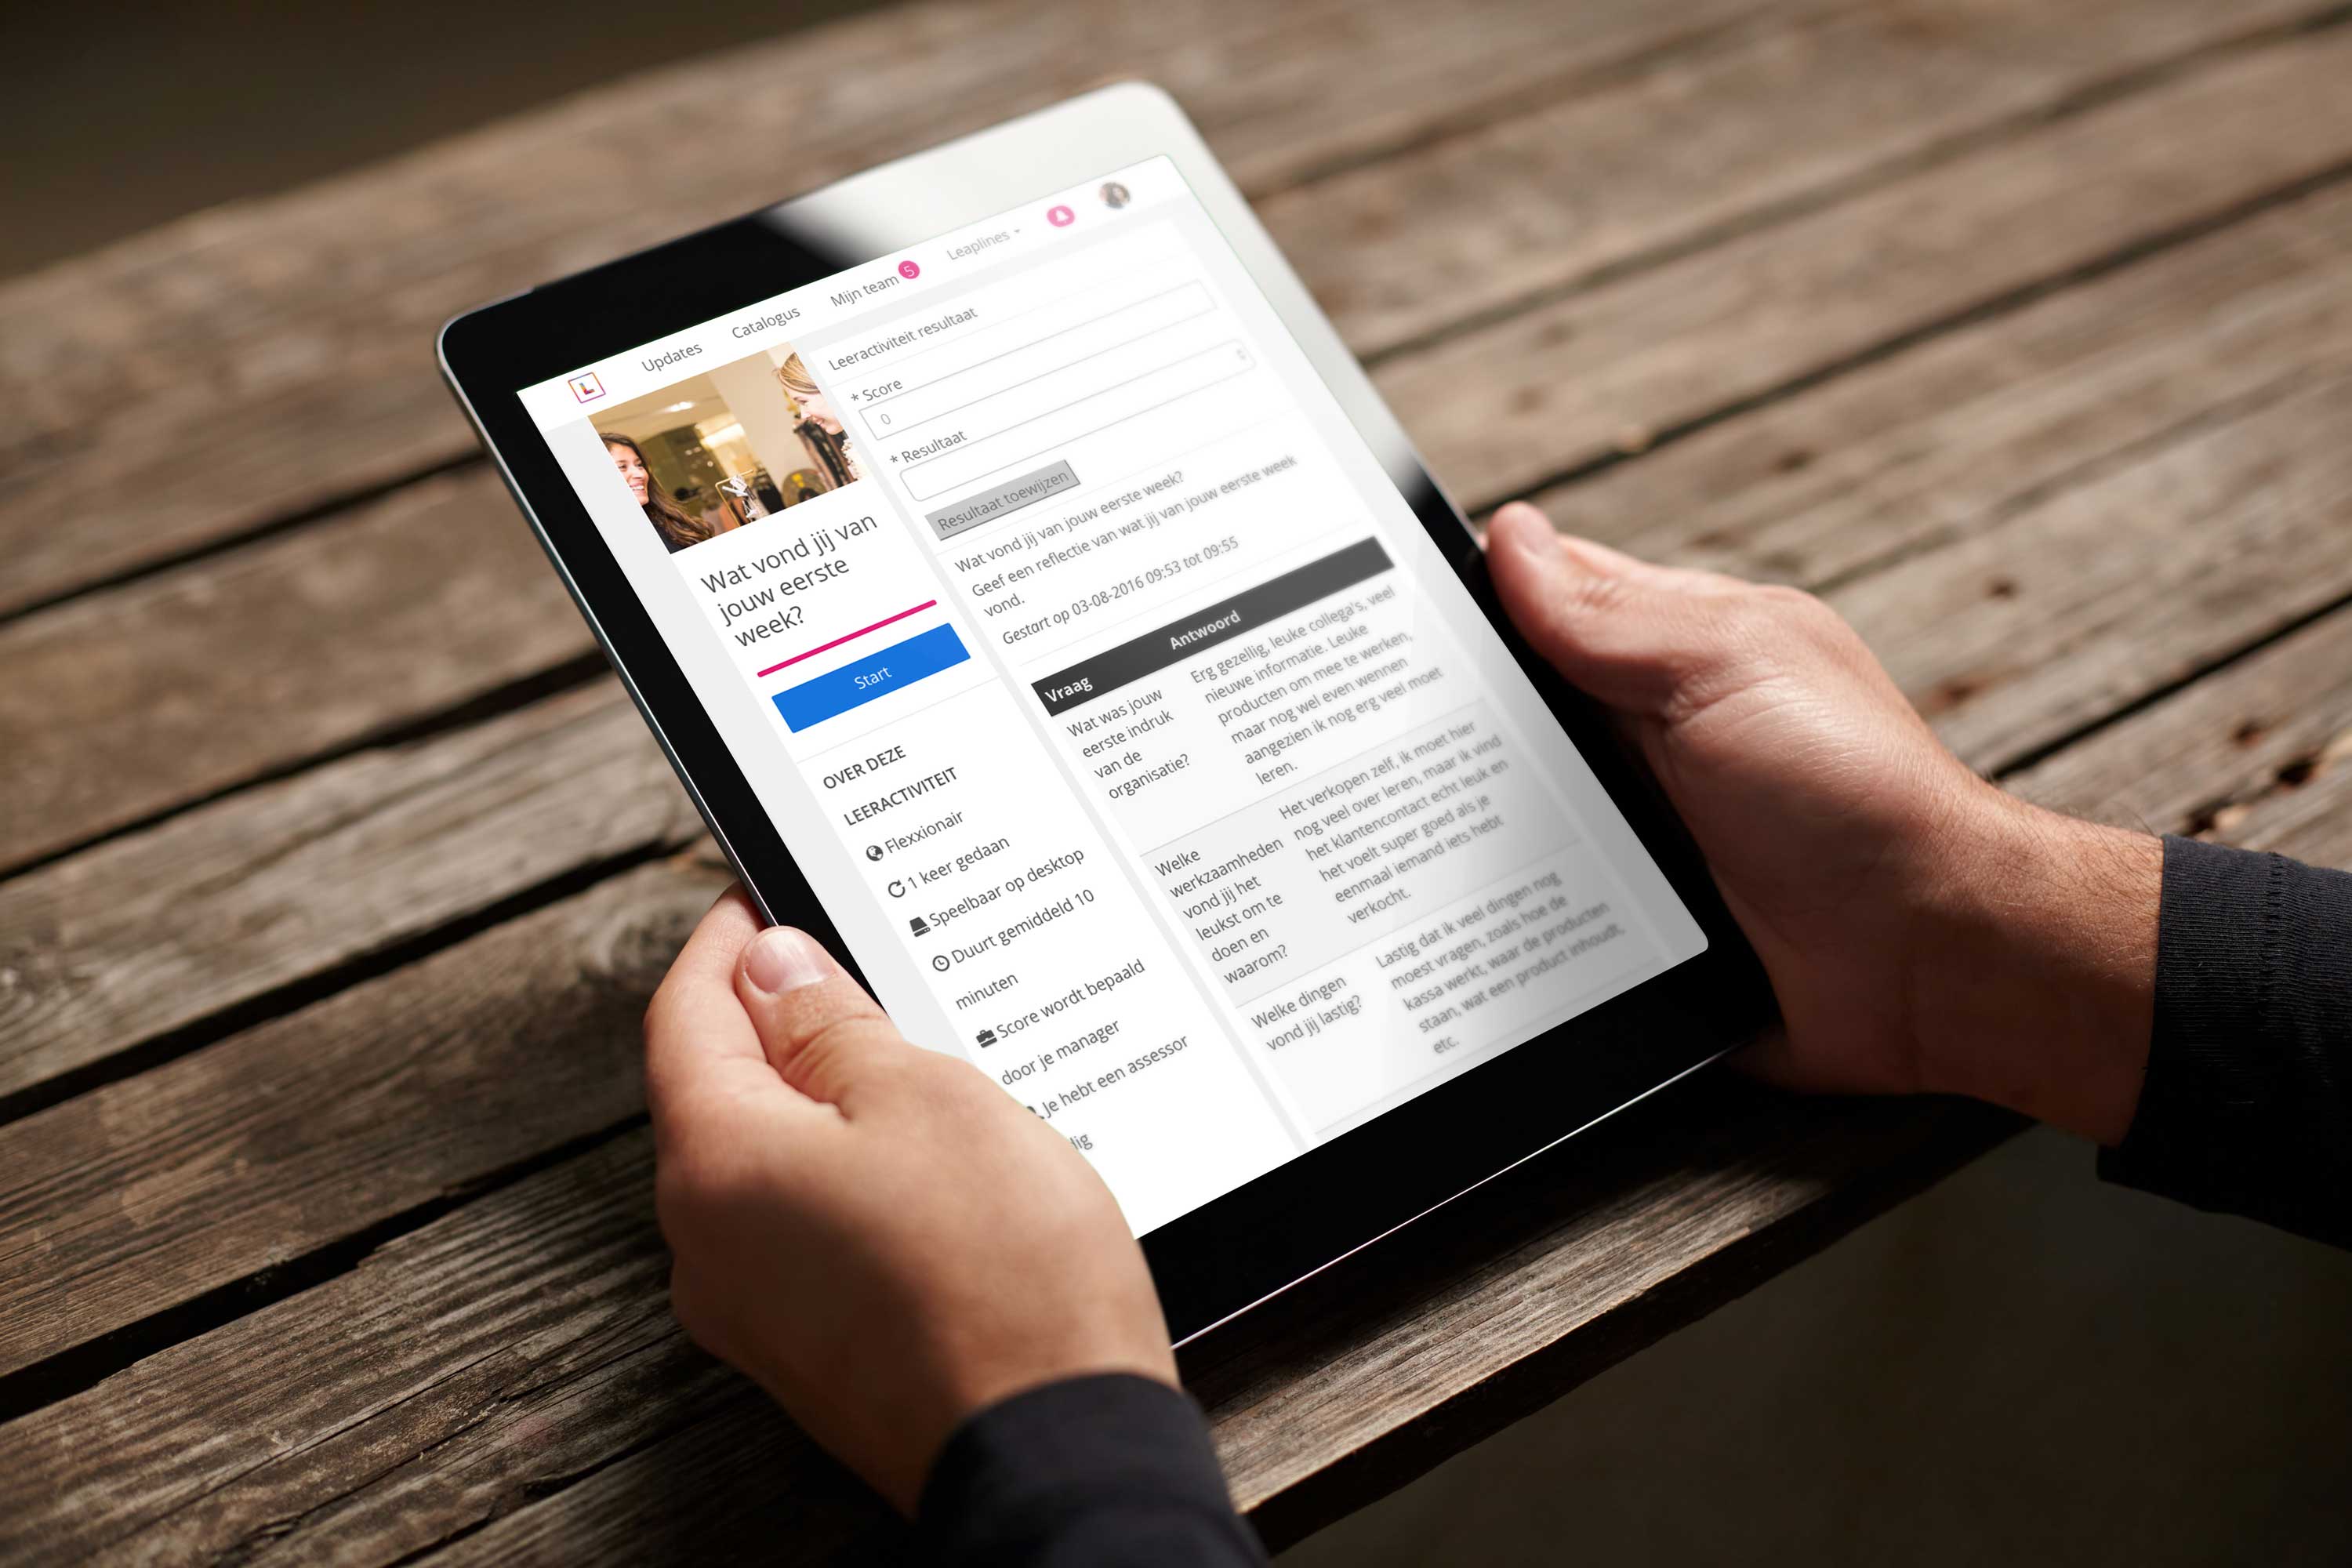 L
Updates
Catalogus
Mijn team 5
Leaplines
Wat vond jij van
jouw eerste
week?
Start
OVER DEZE
LEERACTIVITEIT
Flexxionair
1 keer gedaan
Speelbaar op desktop
Duurt gemiddeld 10
minuten
Score wordt bepaald
door je manager
Je hebt een assessor
dig
Leeractiviteit resultaat
* Score
0
* Resultaat
Resultaat toewijzen
Wat vond jij van jouw eerste week?
Geef een reflectie van wat jij van jouw eerste week
vond.
Gestart op 03-08-2016 09:53 tot 09:55
Vraag
Antwoord
Wat was jouw
eerste indruk
van de
organisatie?
Erg gezellig, leuke collega's, veel
nieuwe informatie. Leuke
producten om mee te werken,
maar nog wel even wennen
aangezien ik nog erg veel moet
leren.
Welke
werkzaamheden
vond jij het
leukst om te
doen en
waarom?
Het verkopen zelf, ik moet hier
nog veel over leren, maar ik vind
het klantencontact echt leuk en
het voelt super goed als je
eenmaal iemand iets hebt
verkocht.
Welke dingen
vond jij lastig?
Lastig dat ik veel dingen nog
moest vragen, zoals hoe de
kassa werkt, waar de producten
staan, wat een product inhoudt,
etc.